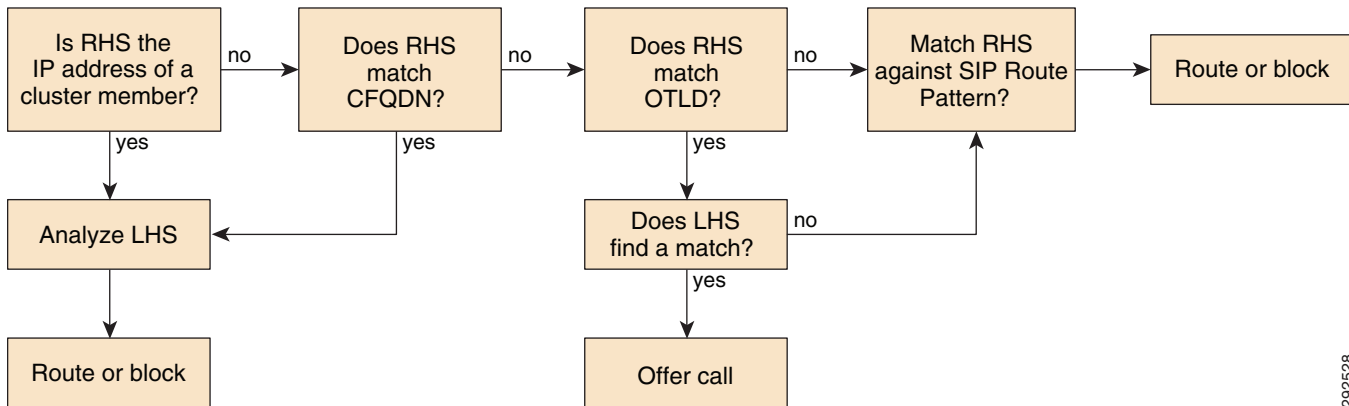 Is RHS the
IP address of a
cluster member?
no
Does RHS
match
CFQDN?
no
Does RHS
match
OTLD?
no
Match RHS
against SIP Route
Pattern?
Route or block
yes
yes
yes
Analyze LHS
Does LHS
find a match?
no
yes
Route or block
Offer call
292528